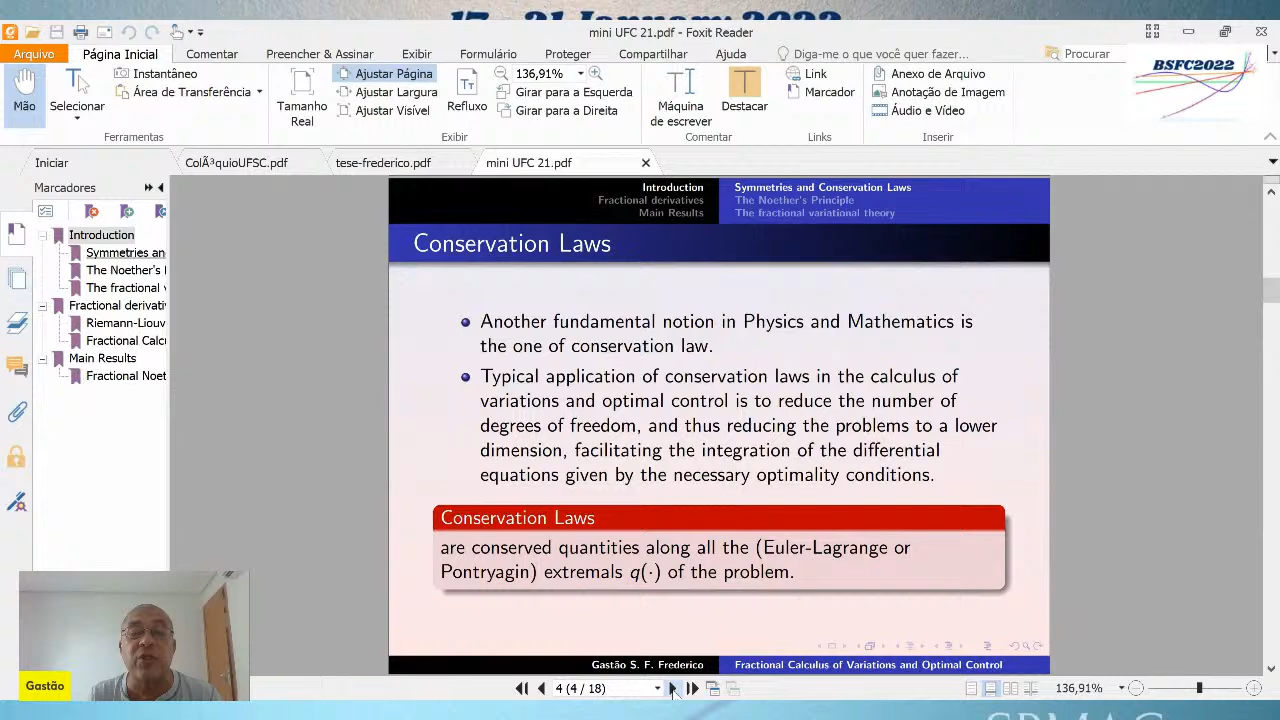 17 - 21 January 2022
mini UFC 21.pdf - Foxit Reader
Arquivo
Página Inicial
Comentar
Preencher & Assinar
Exibir
Formulário
Proteger
Compartilhar
Ajuda
Diga-me o que você quer fazer...
Procurar
BSFC2022
Mão
Selecionar
Instantâneo
Área de Transferência
Ferramentas
Tamanho
Real
Ajustar Página
Ajustar Largura
Ajustar Visível
Refluxo
136,91%
Girar para a Esquerda
Girar para a Direita
Exibir
Máquina
de escrever
Destacar
Comentar
Link
Marcador
Links
Anexo de Arquivo
Anotação de Imagem
Áudio e Vídeo
Inserir
Iniciar
ColÃ³quioUFSC.pdf
tese-frederico.pdf
mini UFC 21.pdf
Marcadores
Introduction
Symmetries an
The Noether's
The fractional v
Fractional derivati
Riemann-Liouv
Fractional Calcu
Main Results
Fractional Noet
Introduction
Fractional derivatives
Main Results
Symmetries and Conservation Laws
The Noether's Principle
The fractional variational theory
Conservation Laws
Another fundamental notion in Physics and Mathematics is
the one of conservation law.
Typical application of conservation laws in the calculus of
variations and optimal control is to reduce the number of
degrees of freedom, and thus reducing the problems to a lower
dimension, facilitating the integration of the differential
equations given by the necessary optimality conditions.
Conservation Laws
are conserved quantities along all the (Euler-Lagrange or
Pontryagin) extremals q(·) of the problem.
Gastão S. F. Frederico
Fractional Calculus of Variations and Optimal Control
Gastão
4 (4 / 18)
136,91%